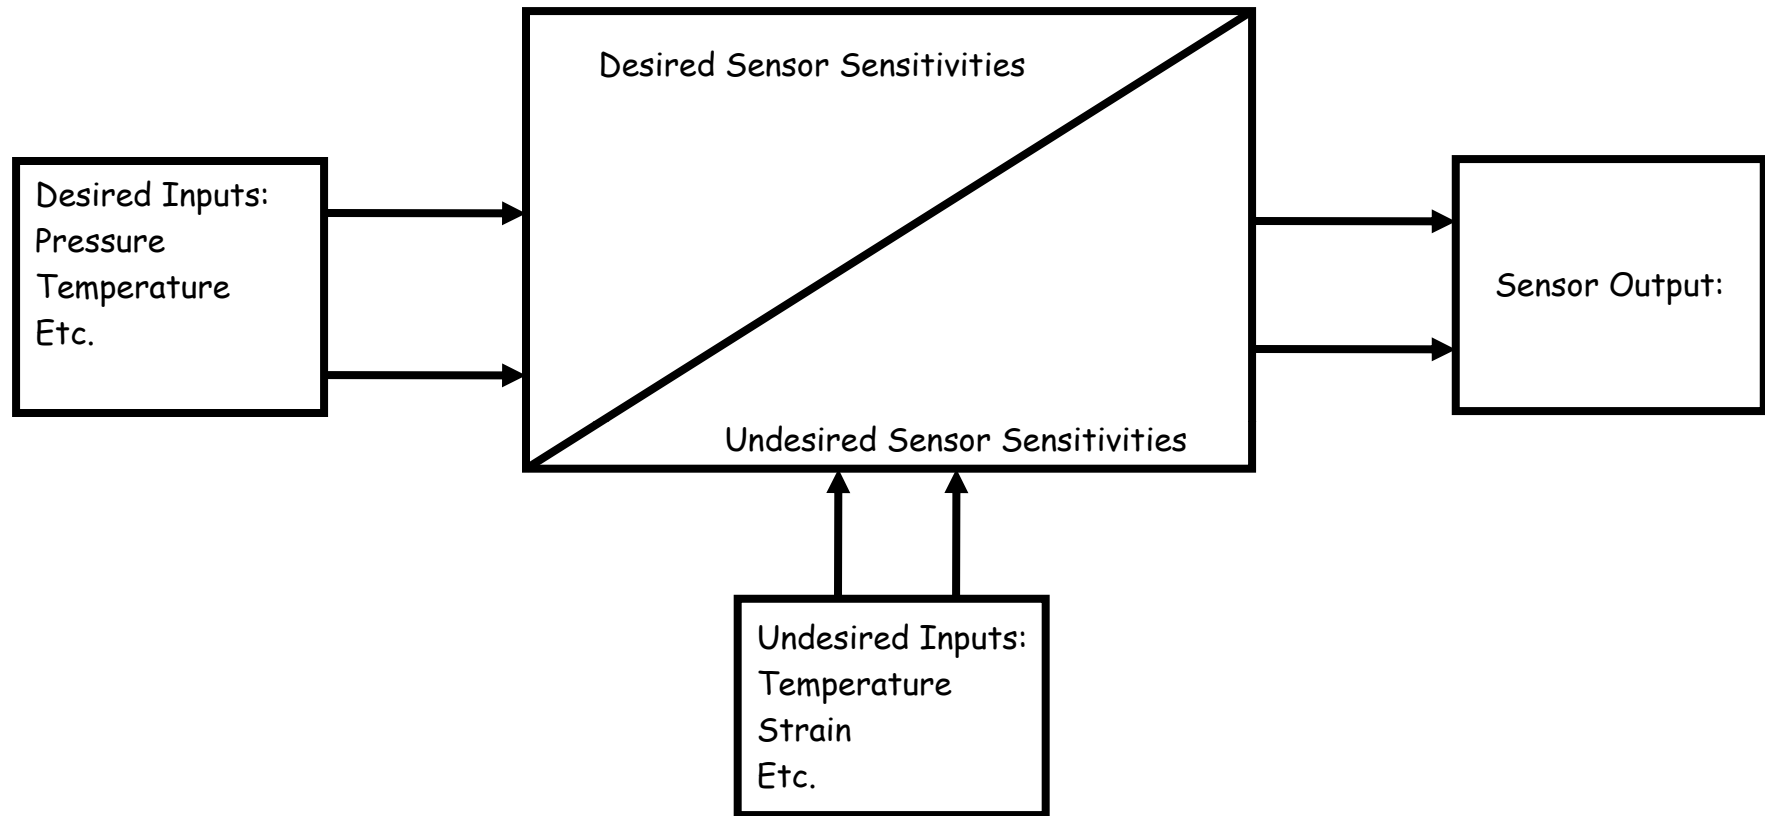 Desired Sensor Sensitivities
Desired Inputs:
Pressure
Temperature
Etc.
Sensor Output:
Undesired Sensor Sensitivities
Undesired Inputs:
Temperature
Strain
Etc.